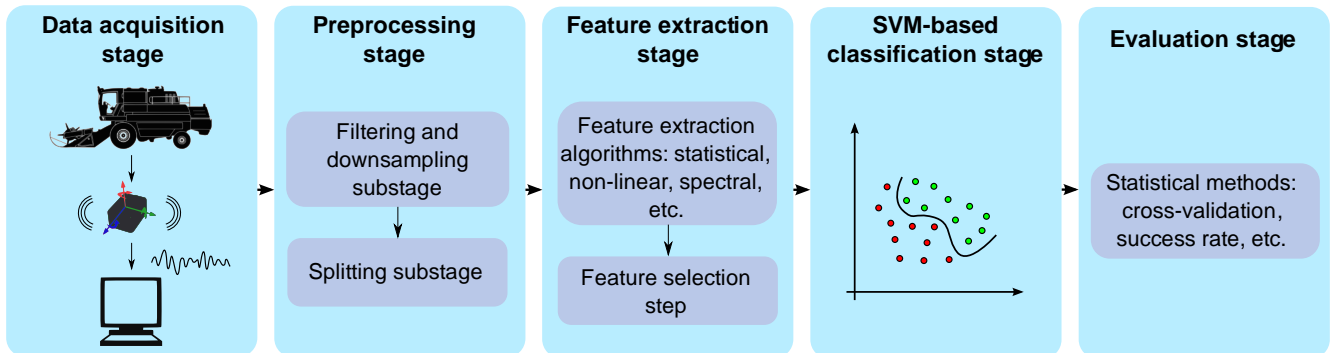 Data acquisition
stage
Preprocessing
stage
Filtering and
downsampling
substage
Splitting substage
Feature extraction
stage
Feature extraction
algorithms: statistical,
non-linear, spectral,
etc.
Feature selection
step
SVM-based
classification stage
Evaluation stage
Statistical methods:
cross-validation,
success rate, etc.